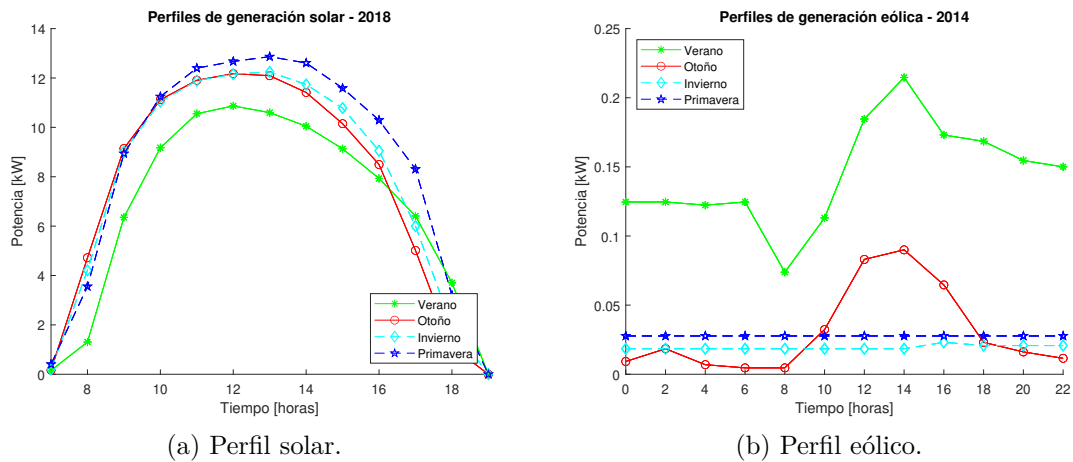 Perfiles de generación solar - 2018
14
12
10
8
6
4
2
0
Potencia [kW]
8
10
12
14
16
18
Tiempo [horas]
Verano
Otoño
Invierno
Primavera
(a) Perfil solar.
Perfiles de generación eólica - 2014
0.25
0.2
0.15
0.1
0.05
0
Potencia [kW]
0
2
4
6
8
10
12
14
16
18
20
22
Tiempo [horas]
Verano
Otoño
Invierno
Primavera
(b) Perfil eólico.